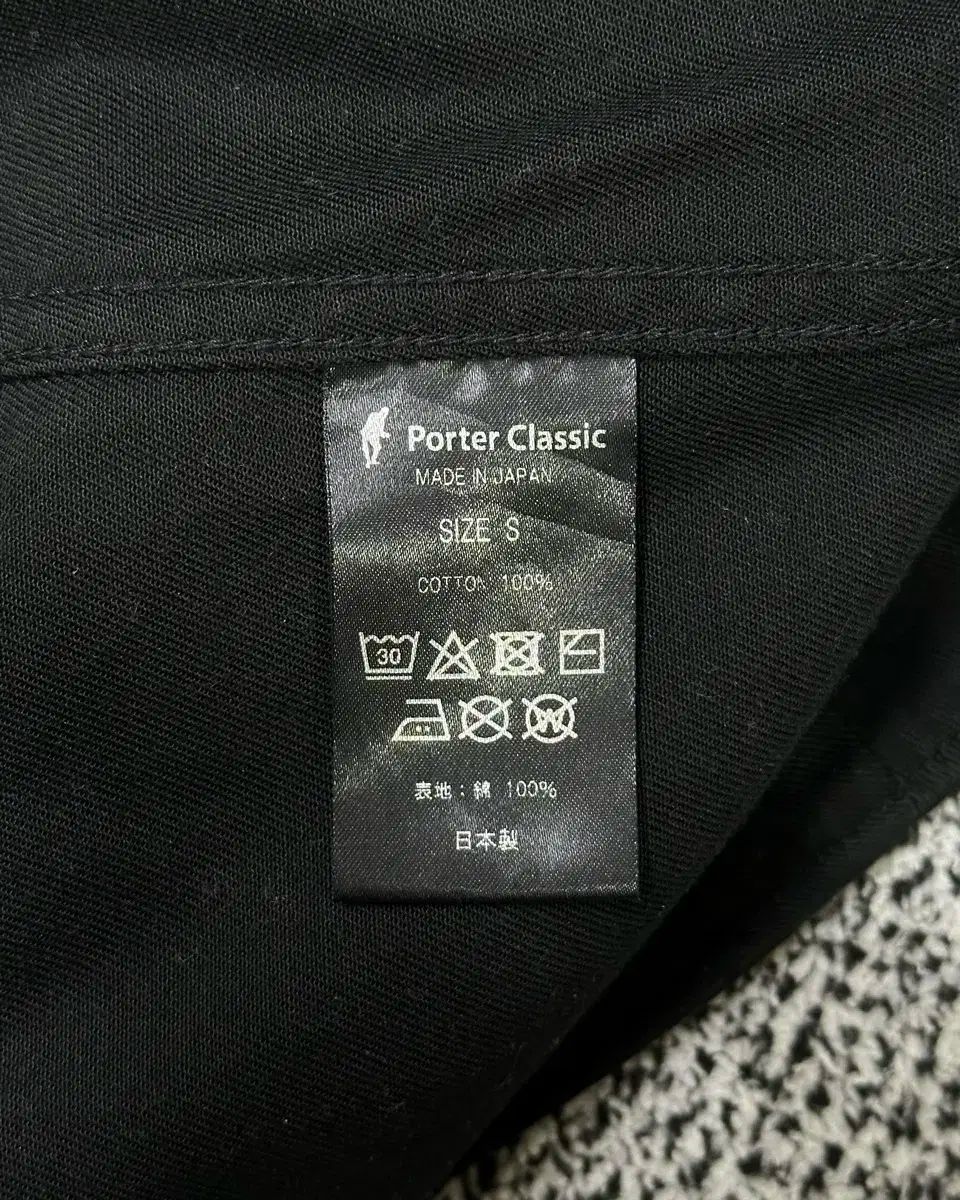 Porter Classic
MADE IN JAPAN
SIZE S
COTTON 100%
30
W
表地：綿 100%
日本製